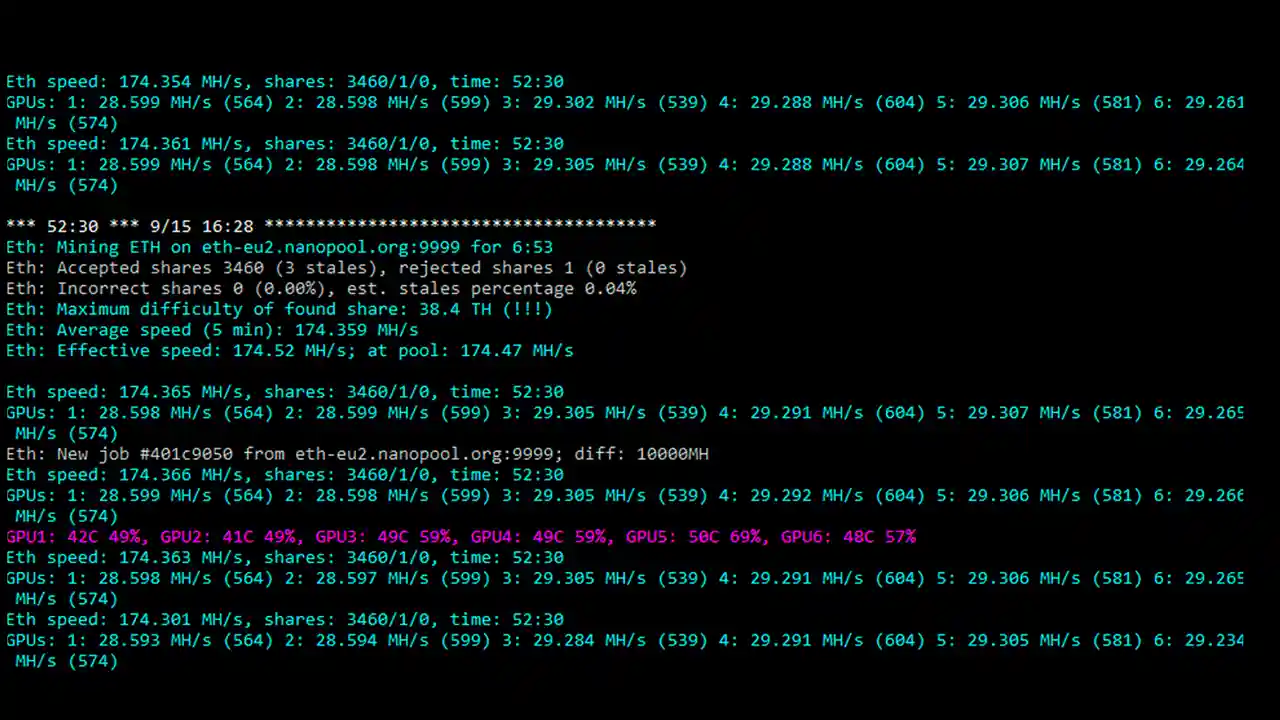 Eth speed: 174.354 MH/s, shares: 3460/1/0, time: 52:30
GPUs: 1: 28.599 MH/s (564) 2: 28.598 MH/s (599) 3: 29.302 MH/s (539) 4: 29.288 MH/s (604) 5: 29.306 MH/s (581) 6: 29.261
MH/s (574)
Eth speed: 174.361 MH/s, shares: 3460/1/0, time: 52:30
GPUs: 1: 28.599 MH/s (564) 2: 28.598 MH/s (599) 3: 29.305 MH/s (539) 4: 29.288 MH/s (604) 5: 29.307 MH/s (581) 6: 29.264
MH/s (574)
*** 52:30 *** 9/15 16:28 **************************************
Eth: Mining ETH on eth-eu2.nanopool.org:9999 for 6:53
Eth: Accepted shares 3460 (3 stales), rejected shares 1 (0 stales)
Eth: Incorrect shares 0 (0.00%), est. stales percentage 0.04%
Eth: Maximum difficulty of found share: 38.4 TH (!!!)
Eth: Average speed (5 min): 174.359 MH/s
Eth: Effective speed: 174.52 MH/s; at pool: 174.47 MH/s
Eth speed: 174.365 MH/s, shares: 3460/1/0, time: 52:30
GPUs: 1: 28.598 MH/s (564) 2: 28.599 MH/s (599) 3: 29.305 MH/s (539) 4: 29.291 MH/s (604) 5: 29.307 MH/s (581) 6: 29.265
MH/s (574)
Eth: New job #401c9050 from eth-eu2.nanopool.org:9999; diff: 10000MH
Eth speed: 174.366 MH/s, shares: 3460/1/0, time: 52:30
GPUs: 1: 28.599 MH/s (564) 2: 28.598 MH/s (599) 3: 29.305 MH/s (539) 4: 29.292 MH/s (604) 5: 29.306 MH/s (581) 6: 29.266
MH/s (574)
GPU1: 42C 49%, GPU2: 41C 49%, GPU3: 49C 59%, GPU4: 49C 59%, GPU5: 50C 69%, GPU6: 48C 57%
Eth speed: 174.363 MH/s, shares: 3460/1/0, time: 52:30
GPUs: 1: 28.598 MH/s (564) 2: 28.597 MH/s (599) 3: 29.305 MH/s (539) 4: 29.291 MH/s (604) 5: 29.306 MH/s (581) 6: 29.265
MH/s (574)
Eth speed: 174.301 MH/s, shares: 3460/1/0, time: 52:30
GPUs: 1: 28.593 MH/s (564) 2: 28.594 MH/s (599) 3: 29.284 MH/s (539) 4: 29.291 MH/s (604) 5: 29.305 MH/s (581) 6: 29.234
MH/s (574)